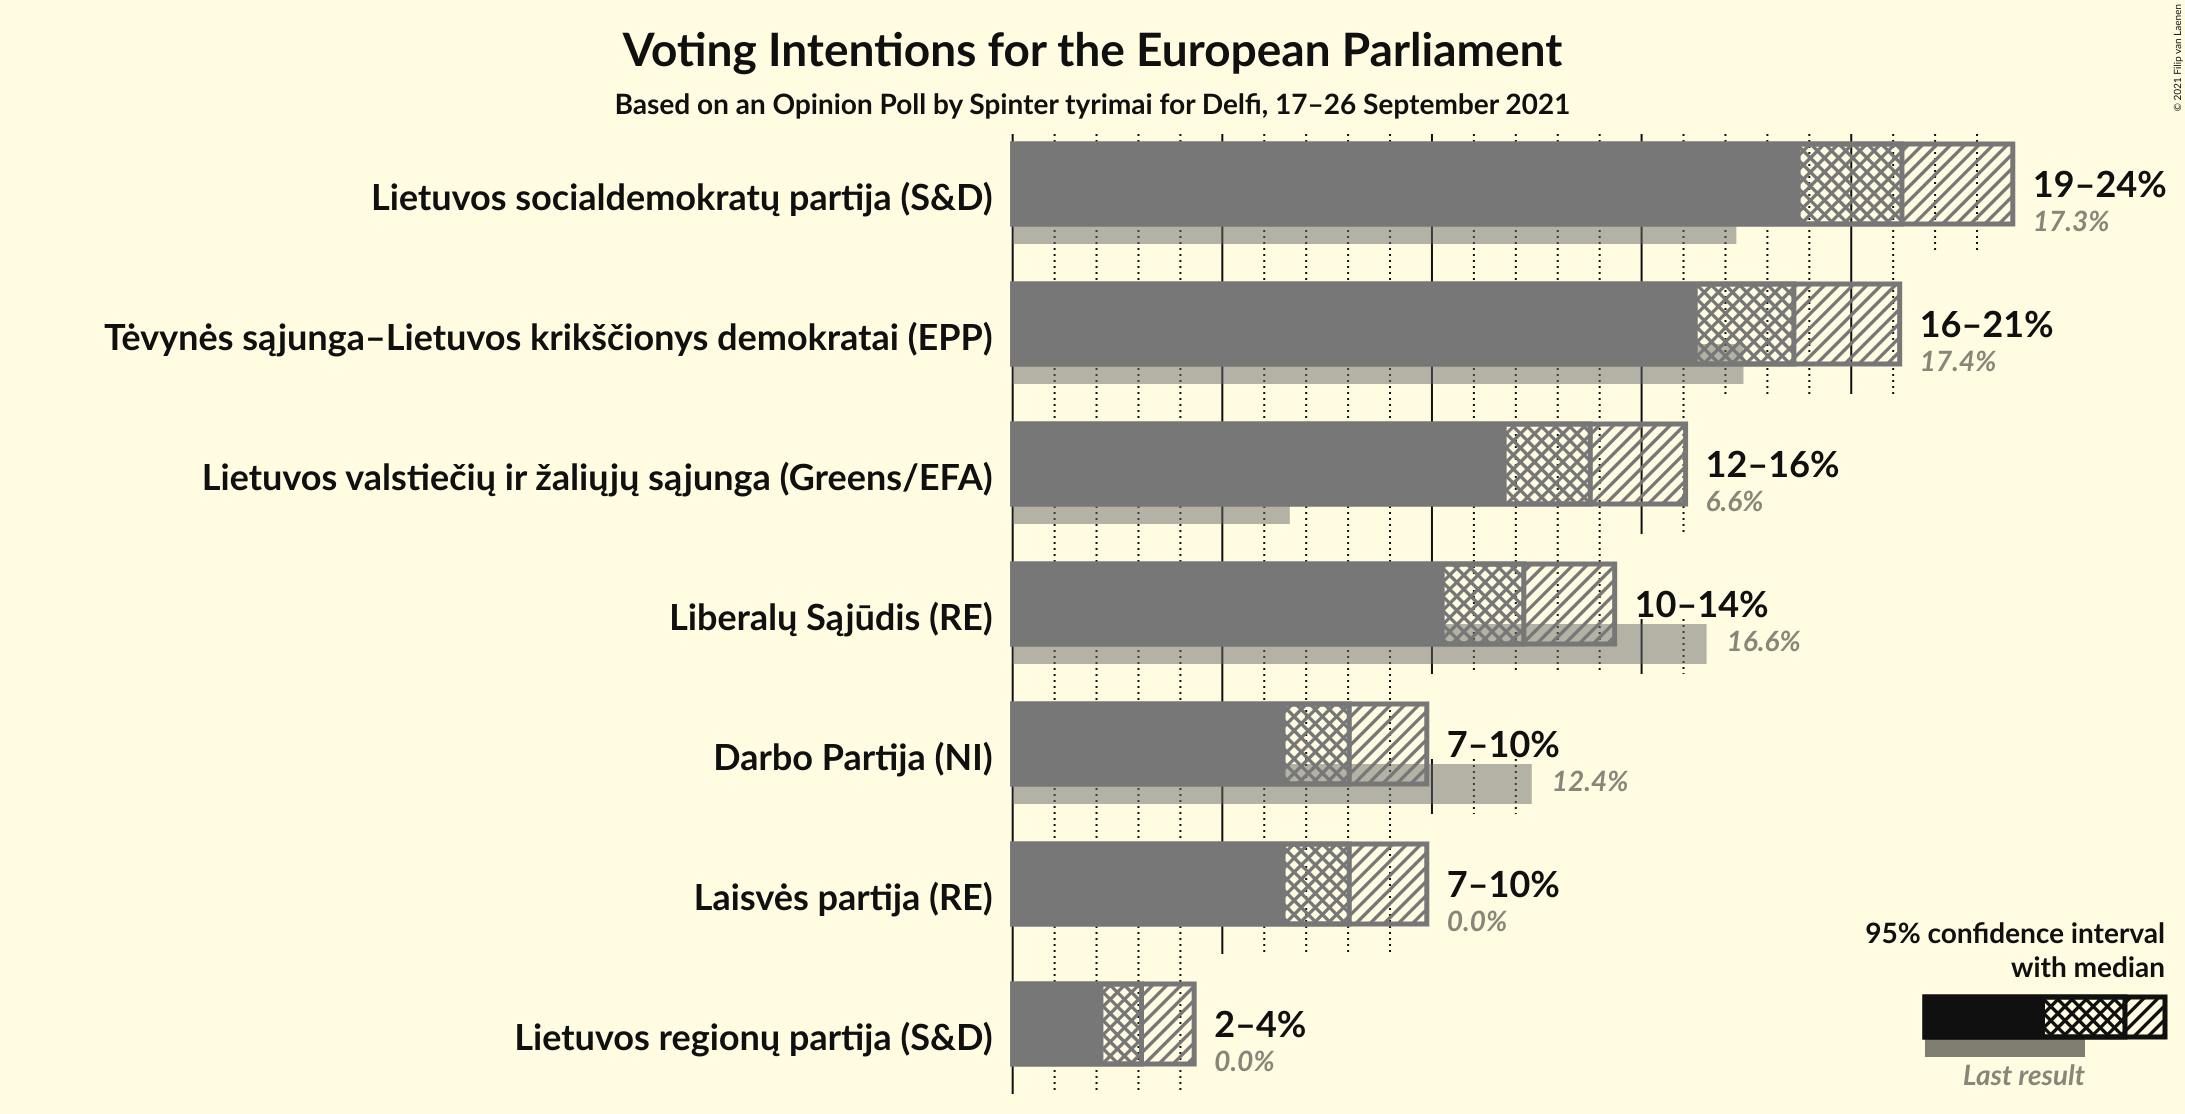 Voting Intentions for the European Parliament
Based on an Opinion Poll by Spinter tyrimai for Delfi, 17–26 September 2021
© 2021 Filip van Laenen
Lietuvos socialdemokratų partija (S&D)
19–24%
17.3%
Tėvynės sąjunga–Lietuvos krikščionys demokratai (EPP)
16–21%
17.4%
Lietuvos valstiečių ir žaliųjų sąjunga (Greens/EFA)
12–16%
6.6%
Liberalų Sąjūdis (RE)
10–14%
16.6%
Darbo Partija (NI)
7–10%
12.4%
Laisvės partija (RE)
7–10%
0.0%
Lietuvos regionų partija (S&D)
2–4%
0.0%
95% confidence interval
with median
Last result